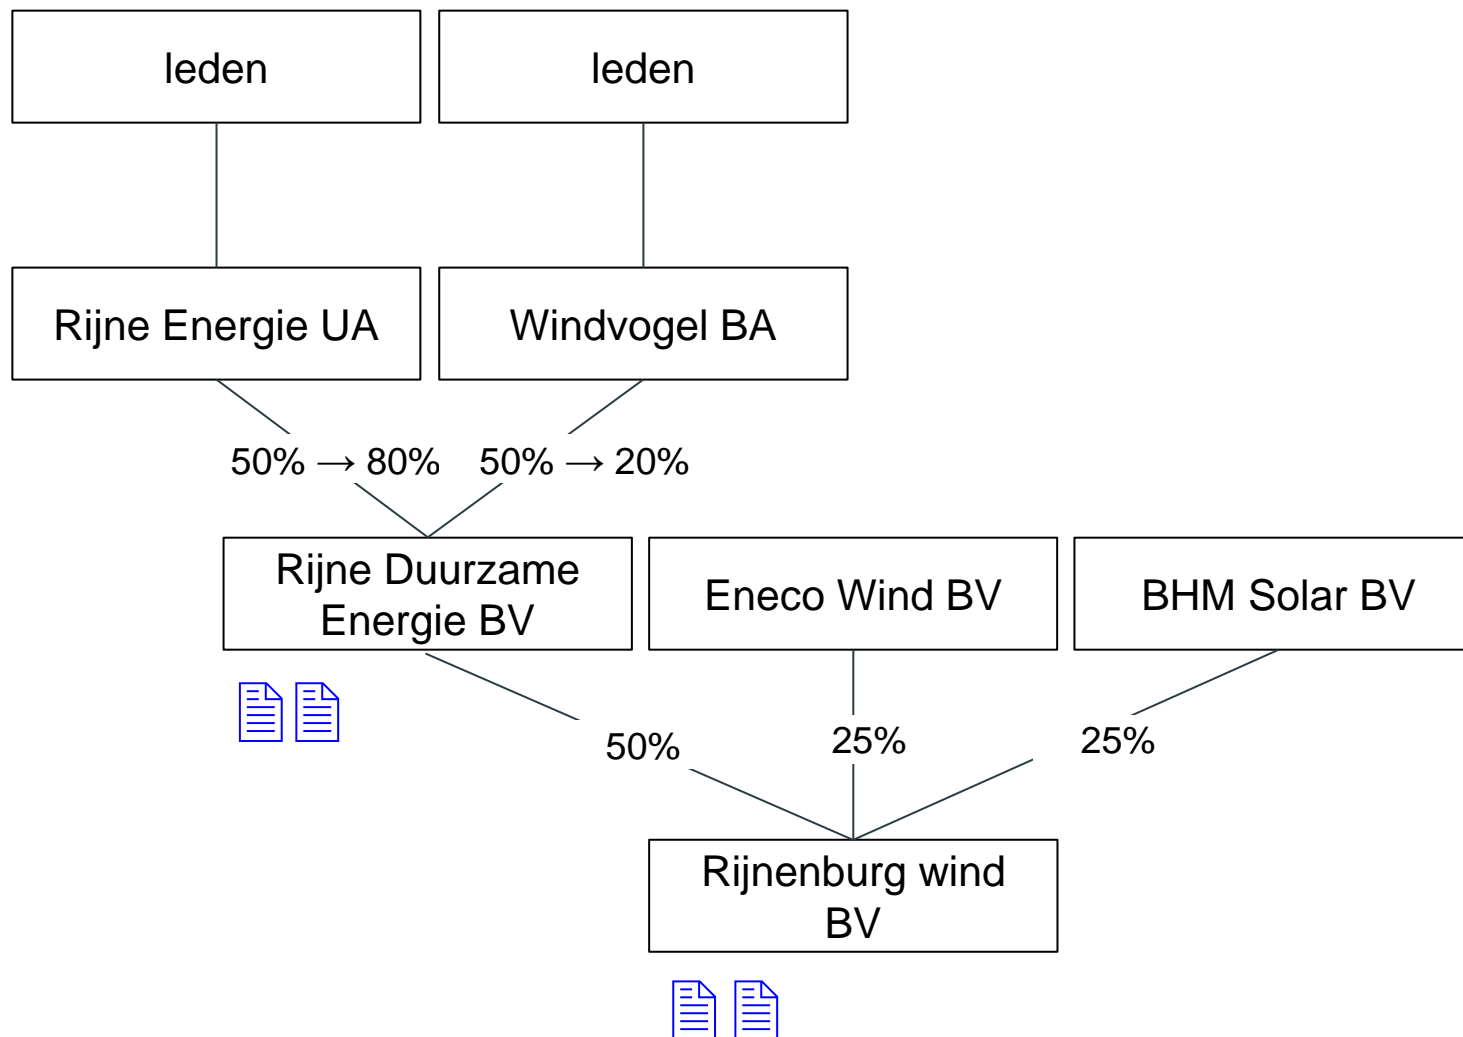 leden
leden
Rijne Energie UA
Windvogel BA
50% → 80%
50% → 20%
Rijne Duurzame
Energie BV
Eneco Wind BV
BHM Solar BV
50%
25%
25%
Rijnenburg wind
BV